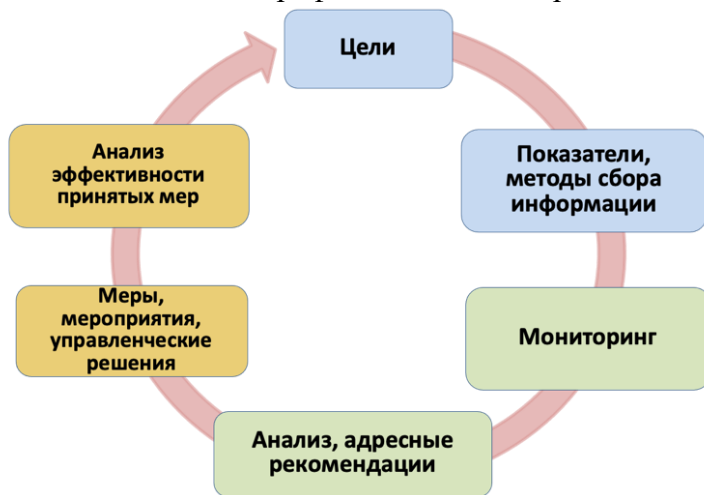 Цели
Показатели,
методы сбора
информации
Мониторинг
Анализ, адресные
рекомендации
Меры,
мероприятия,
управленческие
решения
Анализ
эффективности
принятых мер